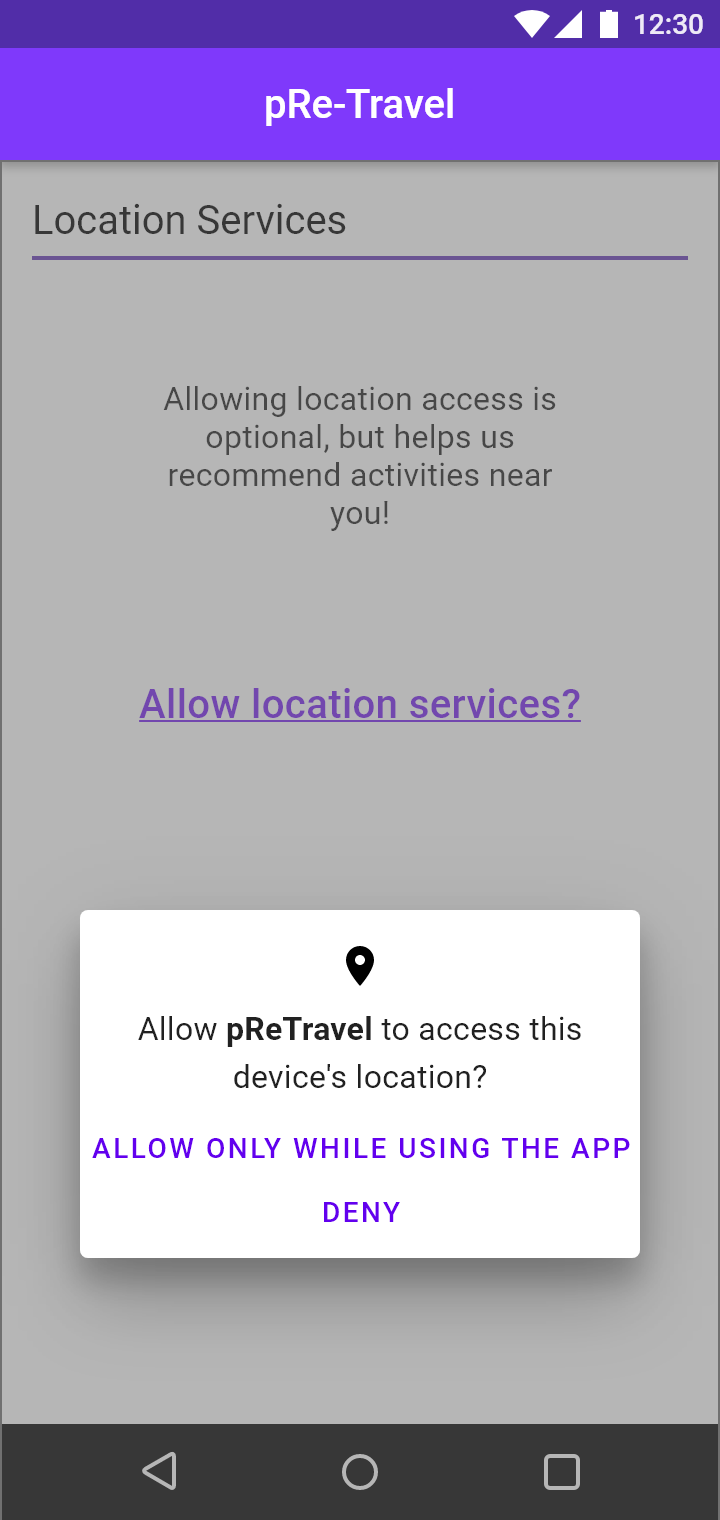 12:30
pRe-Travel
Location Services
Allowing location access is
optional, but helps us
recommend activities near
you!
Allow location services?
Allow pReTravel to access this
device's location?
ALLOW ONLY WHILE USING THE APP
DENY